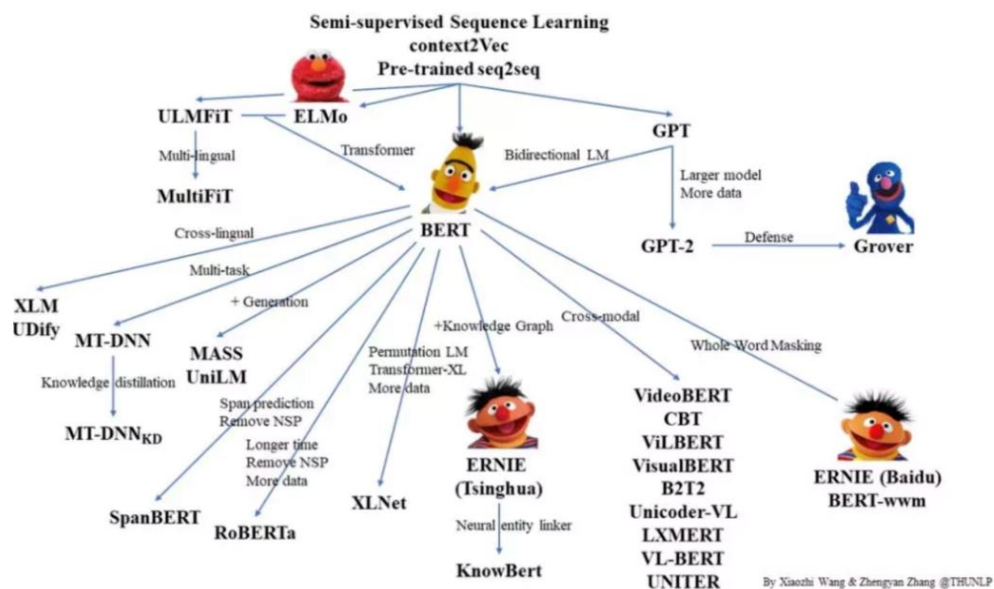 Semi-supervised Sequence Learning
context2Vec
Pre-trained seq2seq
ULMFiT
ELMo
GPT
Multi-lingual
Transformer
Bidirectional LM
Larger model
More data
MultiFiT
BERT
GPT-2
Defense
Grover
Cross-lingual
Multi-task
+ Generation
+Knowledge Graph
Cross-modal
Whole Word Masking
XLM
UDify
MT-DNN
MASS
UniLM
Permutation LM
Transformer-XL
More data
Knowledge distillation
MT-DNNKD
Span prediction
Remove NSP
Longer time
Remove NSP
More data
SpanBERT
RoBERTa
XLNet
ERNIE
(Tsinghua)
Neural entity linker
KnowBert
VideoBERT
CBT
ViLBERT
VisualBERT
B2T2
Unicoder-VL
LXMERT
VL-BERT
UNITER
ERNIE (Baidu)
BERT-wwm
By Xiaozhi Wang & Zhengyan Zhang @THUNLP